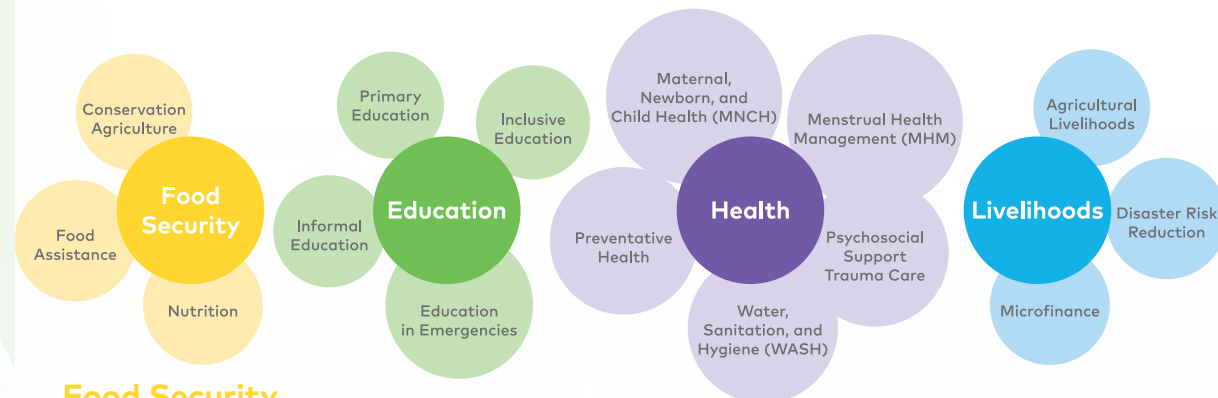 Conservation
Agriculture
Food
Security
Food
Assistance
Nutrition
Primary
Education
Inclusive
Education
Education
Informal
Education
Education
in Emergencies
Maternal,
Newborn, and
Child Health (MNCH)
Menstrual Health
Management (MHM)
Health
Preventative
Health
Psychosocial
Support
Trauma Care
Water,
Sanitation, and
Hygiene (WASH)
Agricultural
Livelihoods
Livelihoods
Disaster Risk
Reduction
Microfinance
Food Security